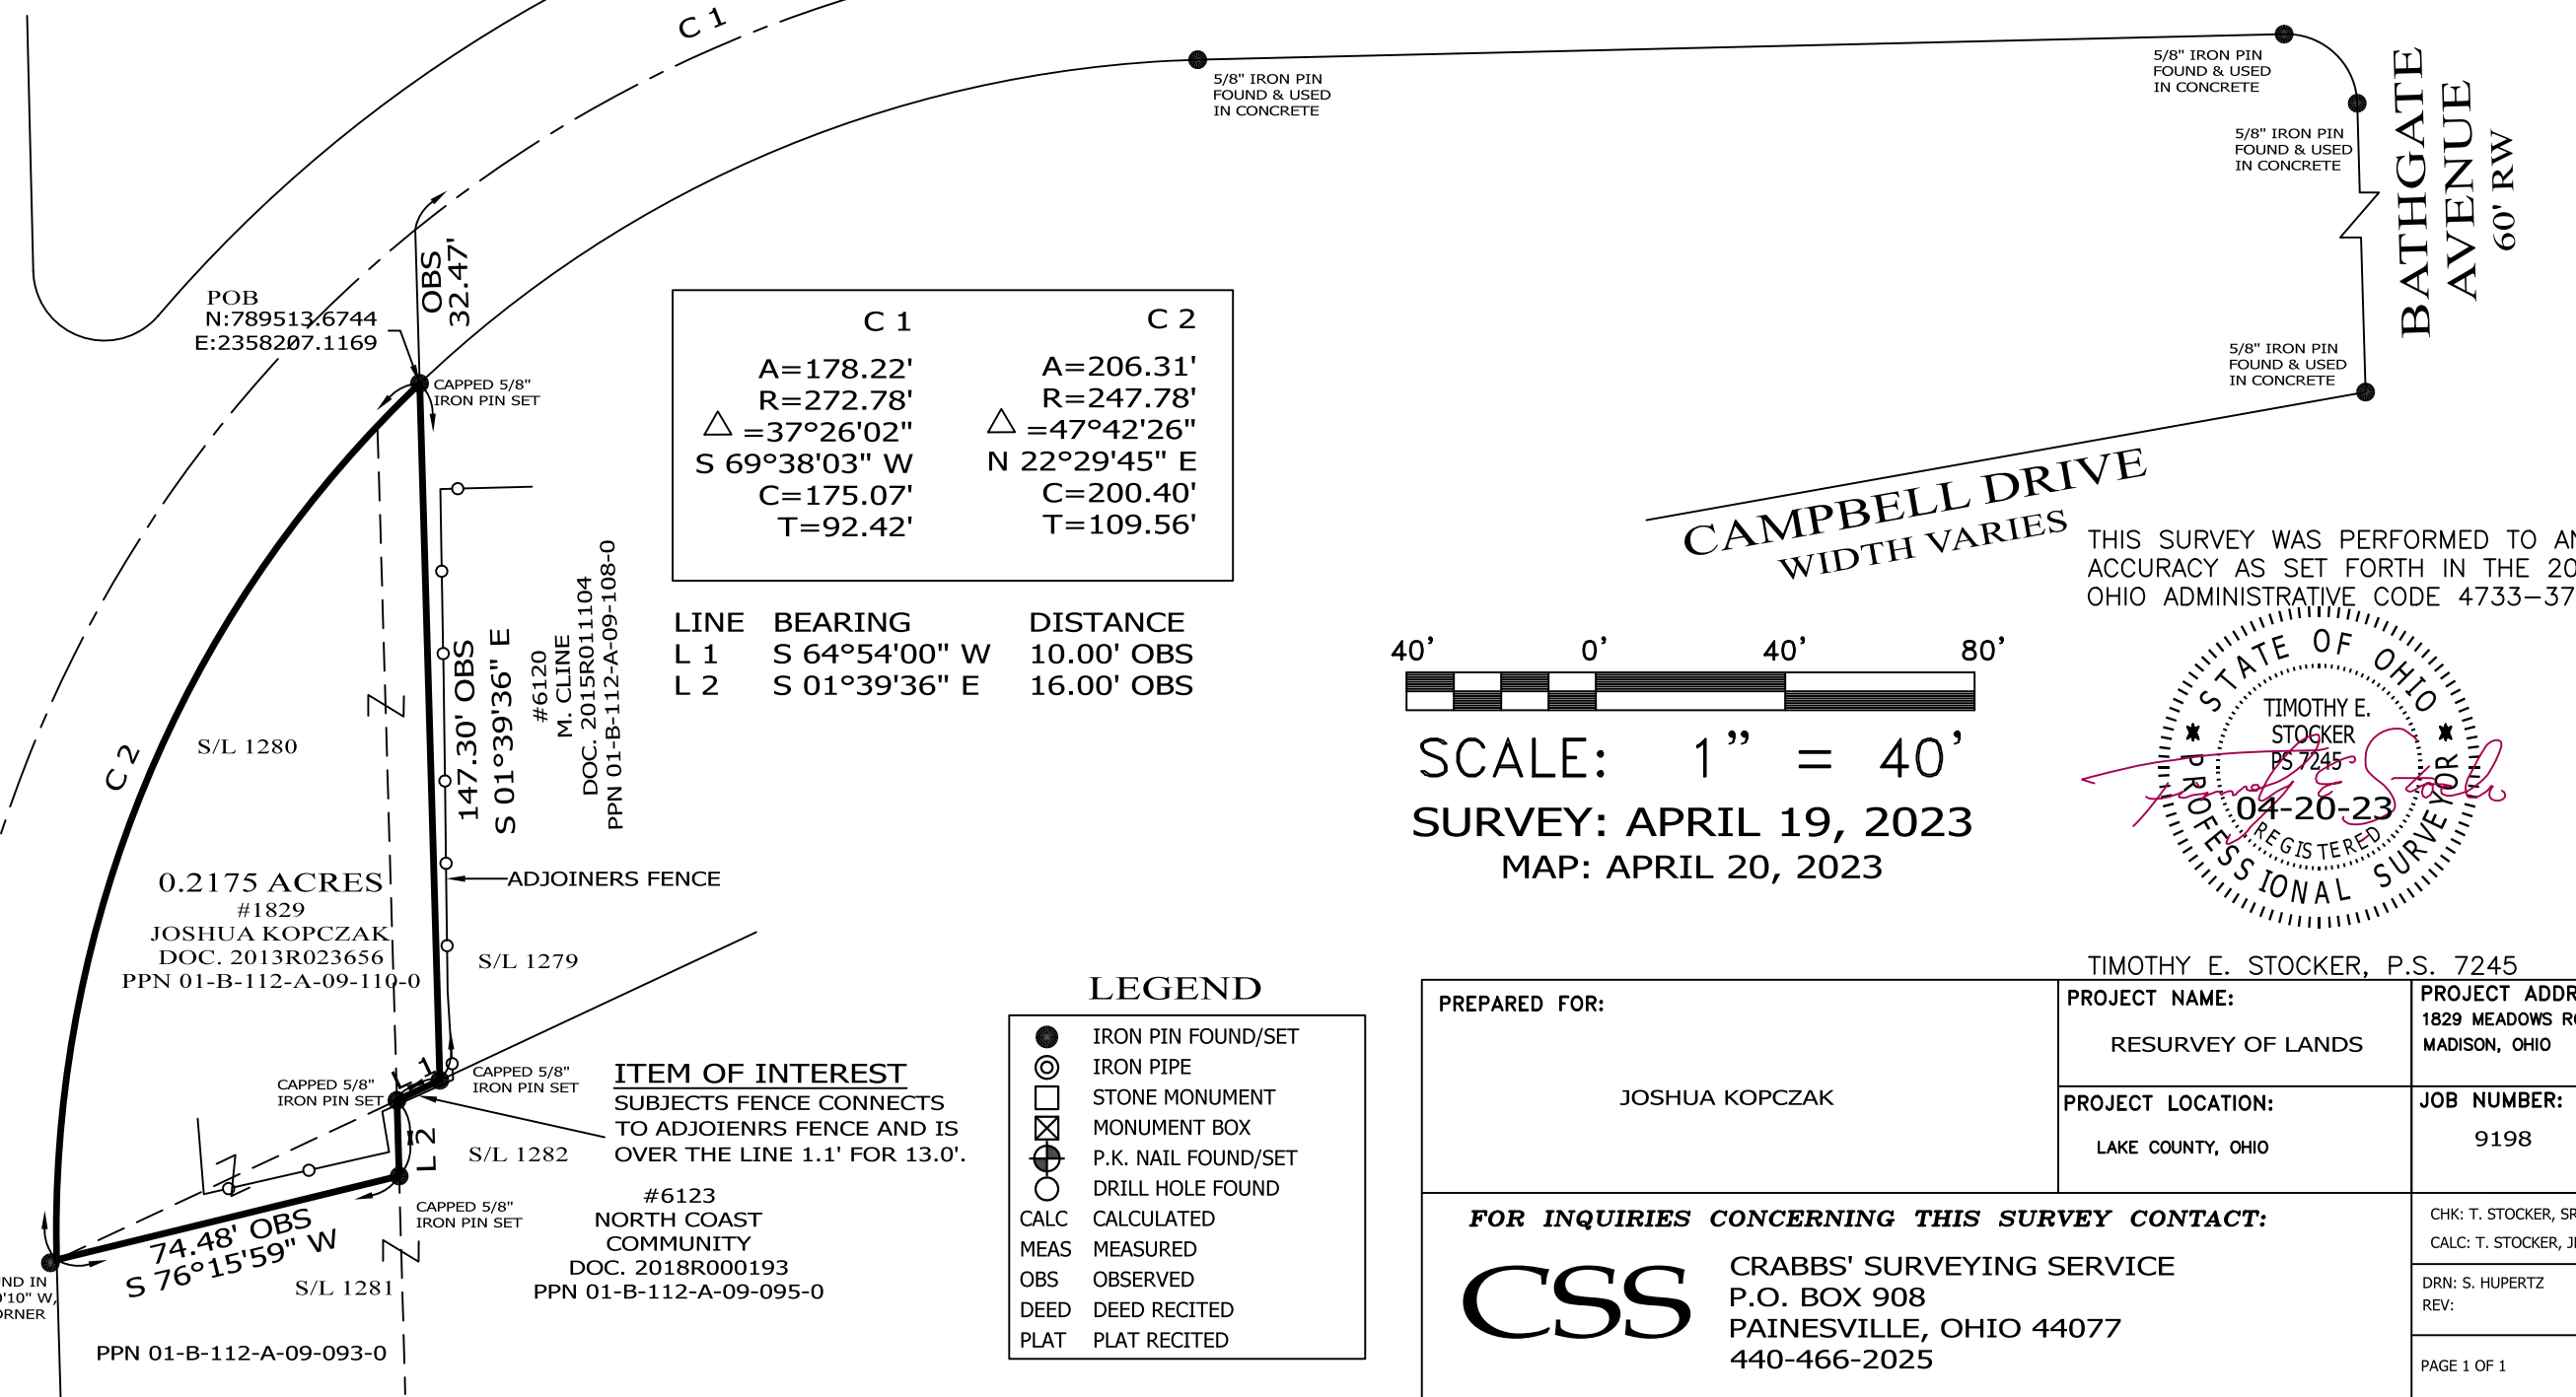 C 1
5/8" IRON PIN
FOUND & USED
IN CONCRETE
5/8" IRON PIN
FOUND & USED
IN CONCRETE
5/8" IRON PIN
FOUND & USED
IN CONCRETE
BATHGATE
AVENUE
60' RW
5/8" IRON PIN
FOUND & USED
IN CONCRETE
OBS
32.47'
POB
N:789513.6744
E:2358207.1169
CAPPED 5/8"
IRON PIN SET
C 1
A=178.22'
R=272.78'
△ =37°26'02"
S 69°38'03" W
C=175.07'
T=92.42'
C 2
A=206.31'
R=247.78'
△ =47°42'26"
N 22°29'45" E
C=200.40'
T=109.56'
CAMPBELL DRIVE
WIDTH VARIES
LINE BEARING DISTANCE
L 1 S 64°54'00" W 10.00' OBS
L 2 S 01°39'36" E 16.00' OBS
147.30' OBS
S 01°39'36" E
#6120
M. CLINE
DOC. 2015R011104
PPN 01-B-112-A-09-108-0
C 2
S/L 1280
0.2175 ACRES
#1829
JOSHUA KOPCZAK
DOC. 2013R023656
PPN 01-B-112-A-09-110-0
ADJOINERS FENCE
S/L 1279
L 1
CAPPED 5/8"
IRON PIN SET
CAPPED 5/8"
IRON PIN SET
L 2
S/L 1282
CAPPED 5/8"
IRON PIN SET
ITEM OF INTEREST
SUBJECTS FENCE CONNECTS
TO ADJOIENRS FENCE AND IS
OVER THE LINE 1.1' FOR 13.0'.
#6123
NORTH COAST
COMMUNITY
DOC. 2018R000193
PPN 01-B-112-A-09-095-0
74.48' OBS
S 76°15'59" W
S/L 1281
PPN 01-B-112-A-09-093-0
IN
W,
40' 0' 40' 80'
SCALE: 1" = 40'
SURVEY: APRIL 19, 2023
MAP: APRIL 20, 2023
THIS SURVEY WAS PERFORMED TO AN
ACCURACY AS SET FORTH IN THE 20
OHIO ADMINISTRATIVE CODE 4733-37
STATE OF OHIO
TIMOTHY E.
STOCKER
PS 7245
04-20-23
REGISTERED
PROFESSIONAL SURVEYOR
TIMOTHY E. STOCKER, P.S. 7245
LEGEND
IRON PIN FOUND/SET
IRON PIPE
STONE MONUMENT
MONUMENT BOX
P.K. NAIL FOUND/SET
DRILL HOLE FOUND
CALC CALCULATED
MEAS MEASURED
OBS OBSERVED
DEED DEED RECITED
PLAT PLAT RECITED
PREPARED FOR:
JOSHUA KOPCZAK
PROJECT NAME:
RESURVEY OF LANDS
PROJECT LOCATION:
LAKE COUNTY, OHIO
PROJECT ADDR
1829 MEADOWS
MADISON, OHIO
JOB NUMBER:
9198
FOR INQUIRIES CONCERNING THIS SURVEY CONTACT:
CSS
CRABBS' SURVEYING SERVICE
P.O. BOX 908
PAINESVILLE, OHIO 44077
440-466-2025
CHK: T. STOCKER, SR
CALC: T. STOCKER,
DRN: S. HUPERTZ
REV:
PAGE 1 OF 1